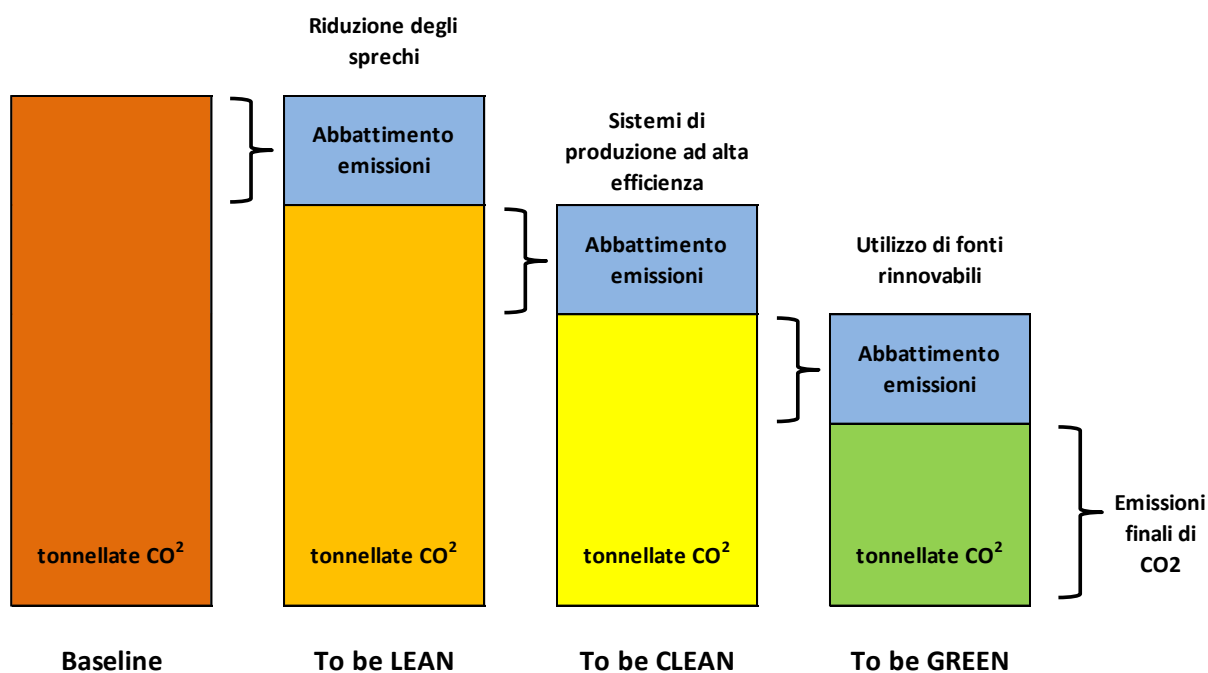 Riduzione degli
sprechi
Abbattimento
emissioni
Sistemi di
produzione ad alta
efficienza
Abbattimento
emissioni
Utilizzo di fonti
rinnovabili
Abbattimento
emissioni
tonnellate CO²
tonnellate CO²
tonnellate CO²
tonnellate CO²
Emissioni
finali di
CO2
Baseline
To be LEAN
To be CLEAN
To be GREEN